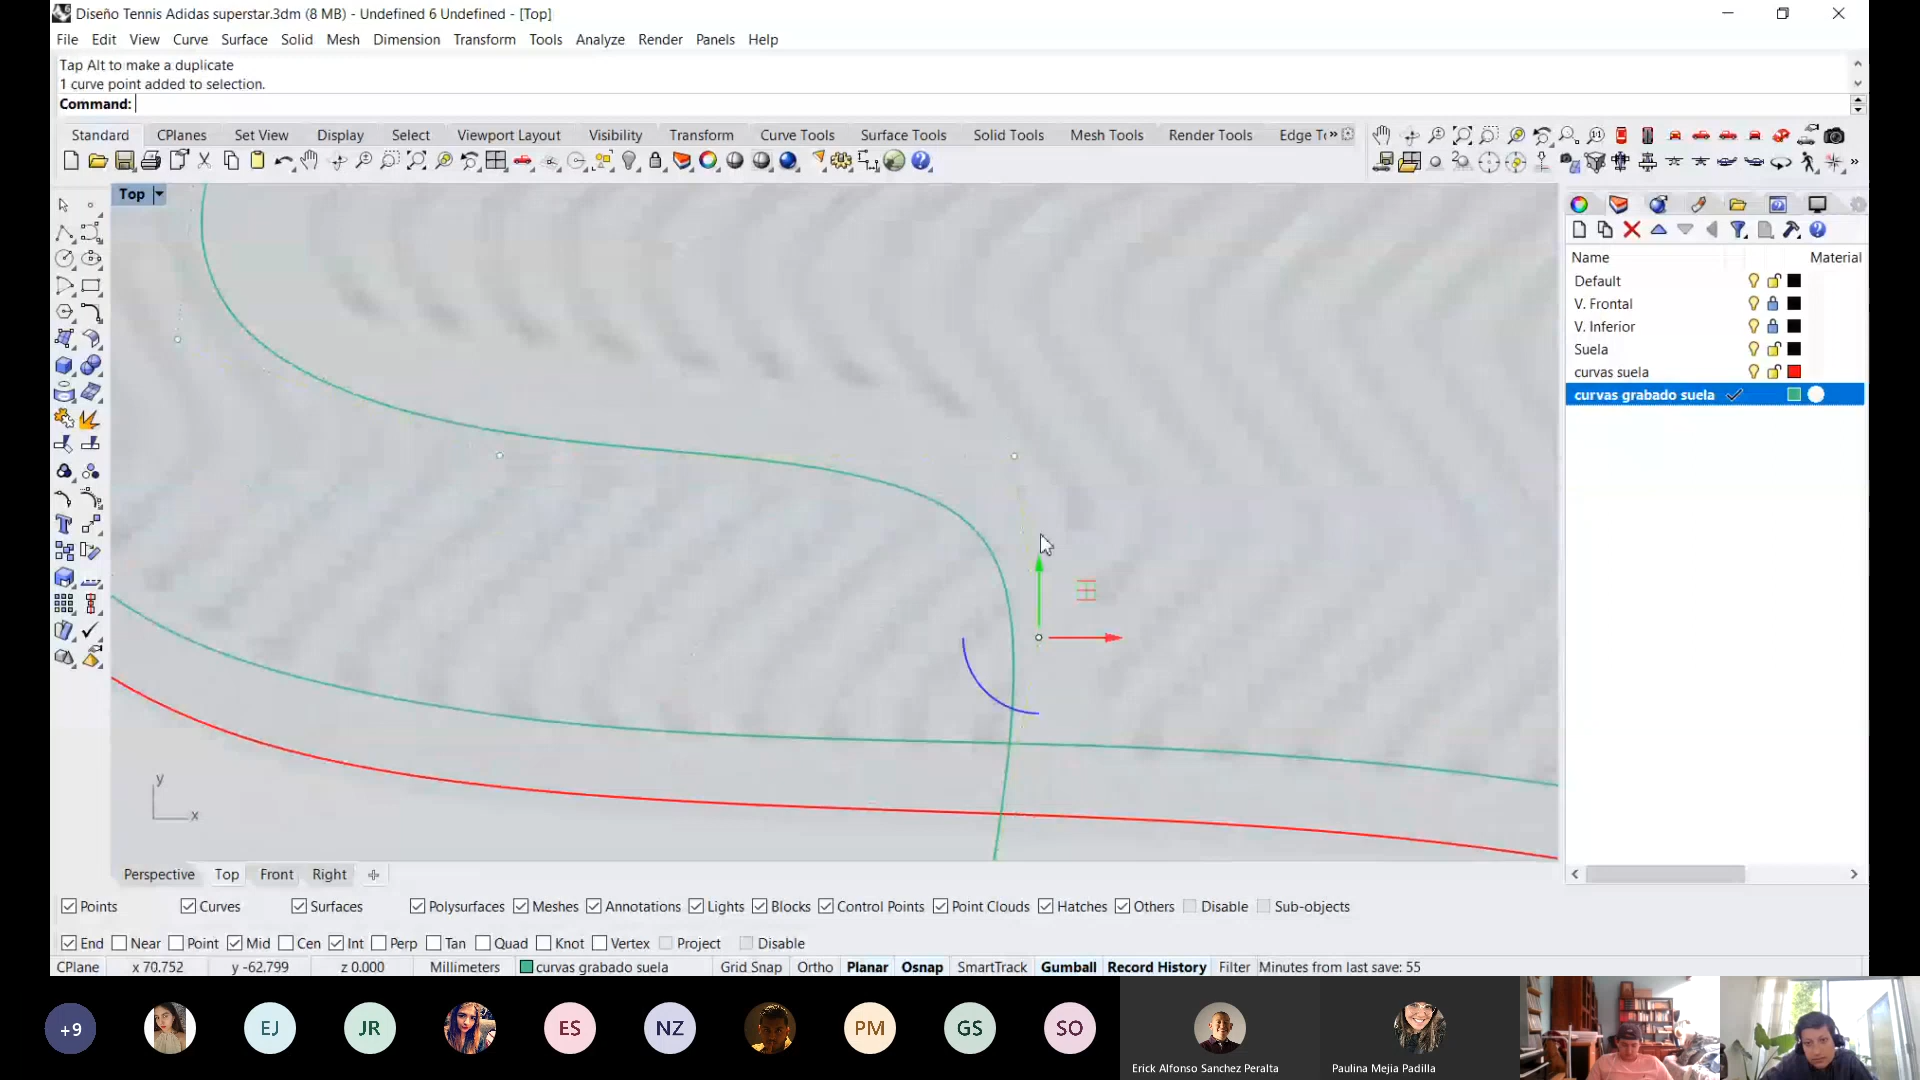 Diseño Tennis Adidas superstar.3dm (8 MB) - Undefined 6 Undefined - [Top]
File Edit View Curve Surface Solid Mesh Dimension Transform Tools Analyze Render Panels Help
Tap Alt to make a duplicate
1 curve point added to selection.
Command:
Standard CPlanes Set View Display Select Viewport Layout Visibility Transform Curve Tools Surface Tools Solid Tools Mesh Tools Render Tools Edge
Top
Name Material
Default
V. Frontal
V. Inferior
Suela
curvas suela
curvas grabado suela
y
x
Perspective Top Front Right
Points Curves Surfaces Polysurfaces Meshes Annotations Lights Blocks Control Points Point Clouds Hatches Others Disable Sub-objects
End Near Point Mid Cen Int Perp Tan Quad Knot Vertex Project Disable
CPlane x 70.752 y -62.799 z 0.000 Millimeters curvas grabado suela Grid Snap Ortho Planar Osnap SmartTrack Gumball Record History Filter Minutes from last save: 55
+9 EJ JR ES NZ PM GS SO
Erick Alfonso Sanchez Peralta Paulina Mejia Padilla